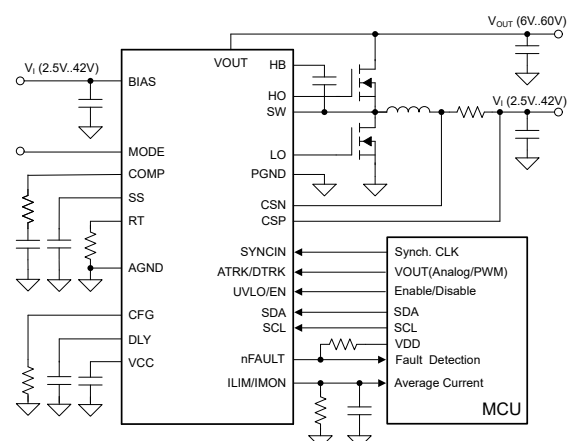 VOUT (6V..60V)
VI (2.5V..42V)
VOUT
HB
BIAS
HO
VI (2.5V..42V)
SW
MODE
LO
COMP
PGND
SS
CSN
RT
CSP
SYNCIN
Synch. CLK
AGND
ATRK/DTRK
VOUT(Analog/PWM)
UVLO/EN
Enable/Disable
CFG
SDA
SDA
SCL
SCL
DLY
VDD
VCC
nFAULT
Fault Detection
ILIM/IMON
Average Current
MCU